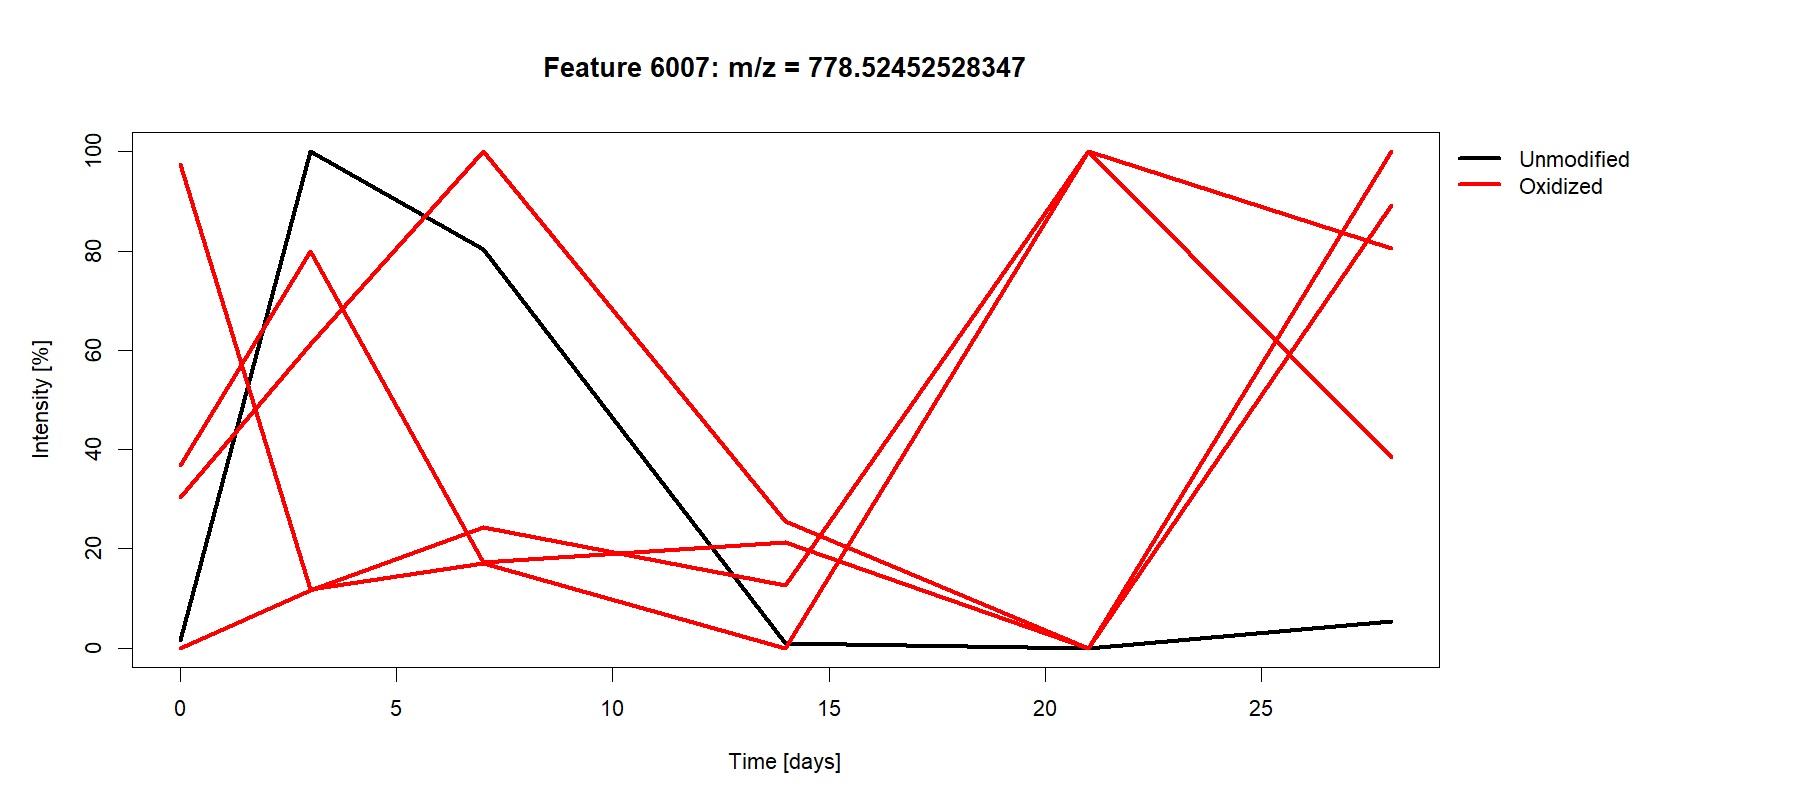 Feature 6007: m/z = 778.52452528347
100
80
60
40
20
0
Intensity [%]
0 5 10 15 20 25
Time [days]
Unmodified
Oxidized